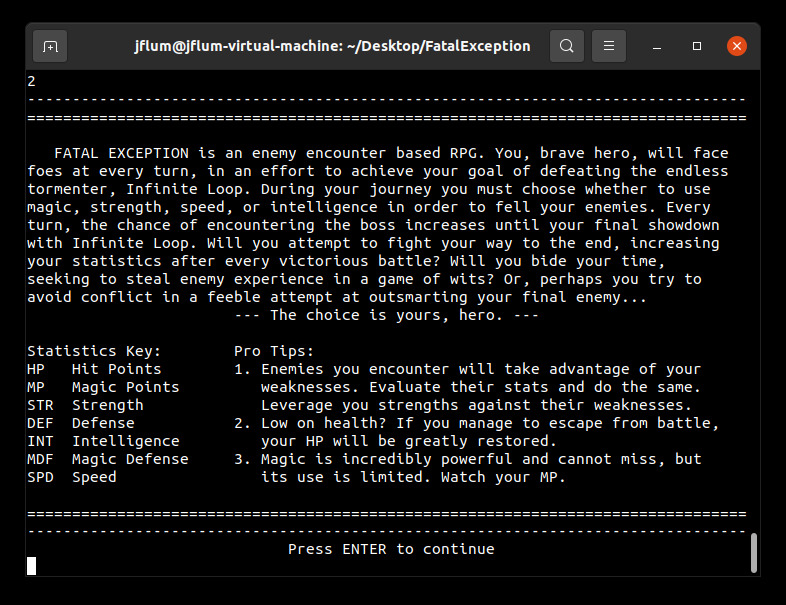 jflum@jflum-virtual-machine: ~/Desktop/FatalException
2
--------------------------------------------------------------------------------
================================================================================
FATAL EXCEPTION is an enemy encounter based RPG. You, brave hero, will face
foes at every turn, in an effort to achieve your goal of defeating the endless
tormenter, Infinite Loop. During your journey you must choose whether to use
magic, strength, speed, or intelligence in order to fell your enemies. Every
turn, the chance of encountering the boss increases until your final showdown
with Infinite Loop. Will you attempt to fight your way to the end, increasing
your statistics after every victorious battle? Will you bide your time,
seeking to steal enemy experience in a game of wits? Or, perhaps you try to
avoid conflict in a feeble attempt at outsmarting your final enemy...
--- The choice is yours, hero. ---
Statistics Key:        Pro Tips:
HP   Hit Points        1. Enemies you encounter will take advantage of your
MP   Magic Points         weaknesses. Evaluate their stats and do the same.
STR  Strength             Leverage you strengths against their weaknesses.
DEF  Defense           2. Low on health? If you manage to escape from battle,
INT  Intelligence         your HP will be greatly restored.
MDF  Magic Defense     3. Magic is incredibly powerful and cannot miss, but
SPD  Speed                its use is limited. Watch your MP.
================================================================================
--------------------------------------------------------------------------------
Press ENTER to continue